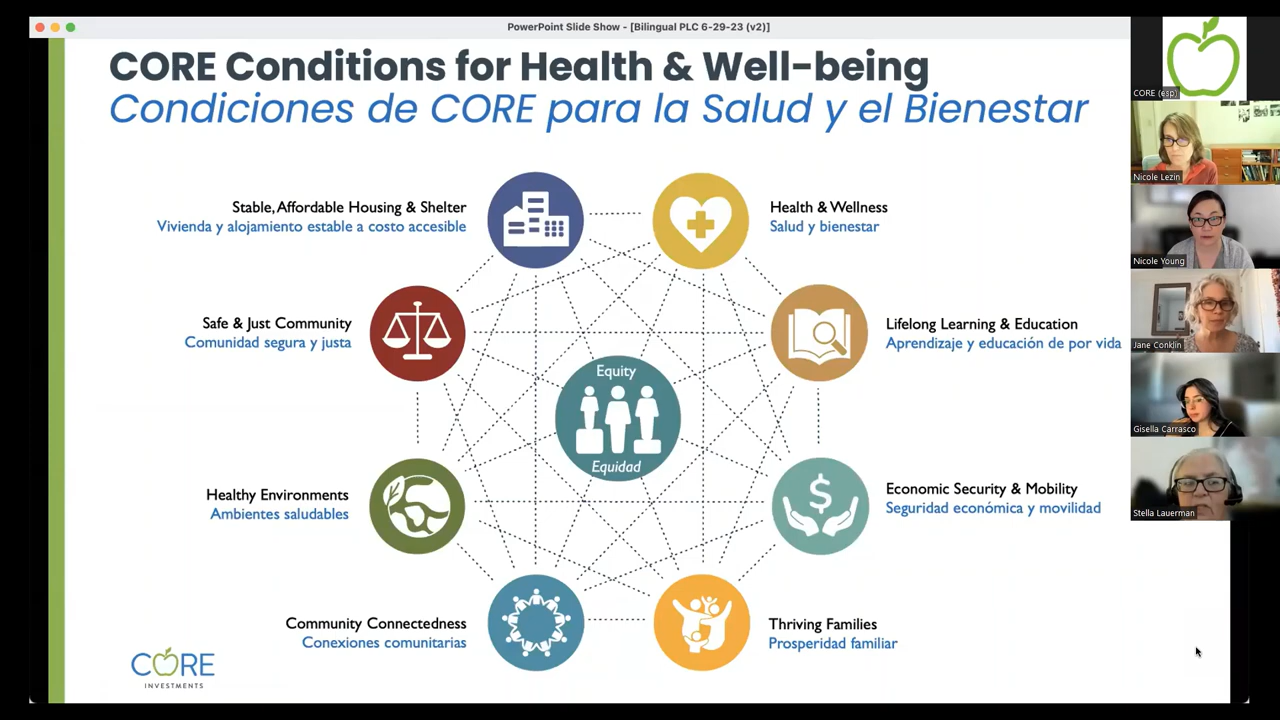 PowerPoint Slide Show - [Bilingual PLC 6-29-23 (v2)]
CORE Conditions for Health & Well-being
Condiciones de CORE para la Salud y el Bienestar
Stable, Affordable Housing & Shelter
Vivienda y alojamiento estable a costo accesible
Health & Wellness
Salud y bienestar
Safe & Just Community
Comunidad segura y justa
Lifelong Learning & Education
Aprendizaje y educación de por vida
Equity
Equidad
Healthy Environments
Ambientes saludables
Economic Security & Mobility
Seguridad económica y movilidad
Community Connectedness
Conexiones comunitarias
Thriving Families
Prosperidad familiar
CORE
INVESTMENTS
CORE (esp)
Nicole Lezin
Nicole Young
Jane Conklin
Gisella Carrasco
Stella Lauerman